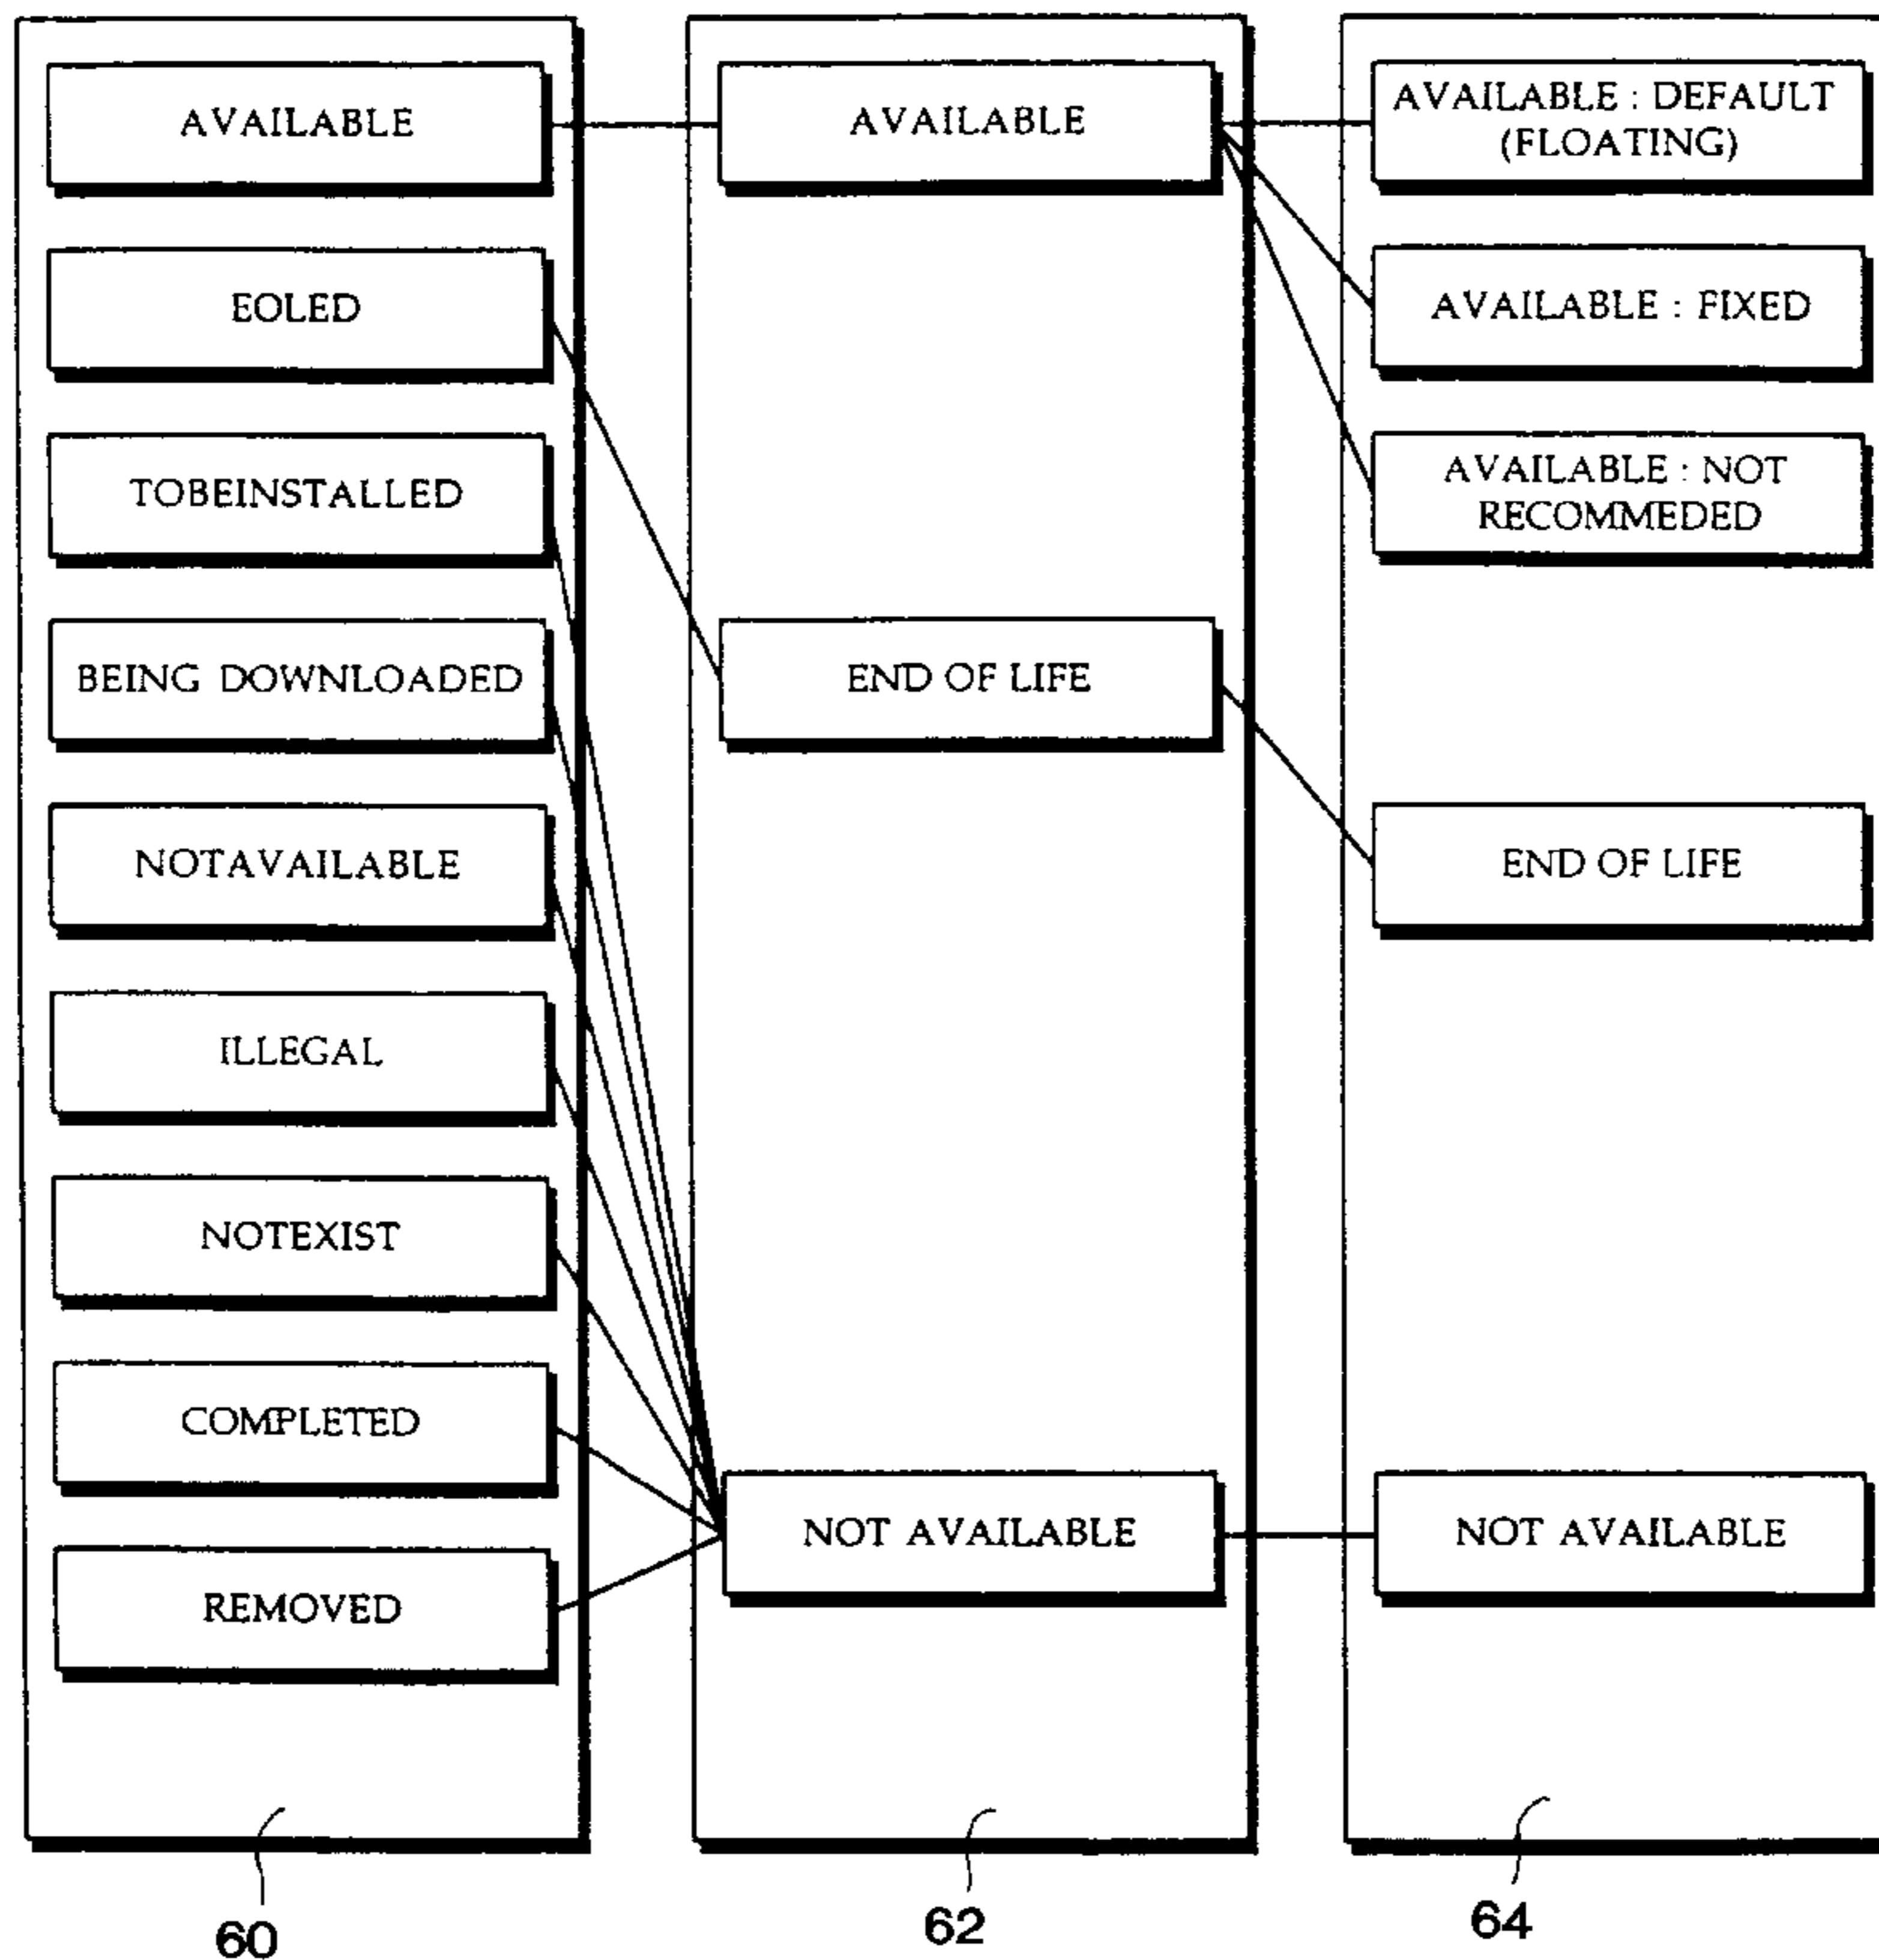 AVAILABLE
EOLED
TOBEINSTALLED
BEING DOWNLOADED
NOTAVAILABLE
ILLEGAL
NOTEXIST
COMPLETED
REMOVED
60
AVAILABLE
END OF LIFE
NOT AVAILABLE
62
AVAILABLE : DEFAULT
(FLOATING)
AVAILABLE : FIXED
AVAILABLE : NOT
RECOMMEDED
END OF LIFE
NOT AVAILABLE
64